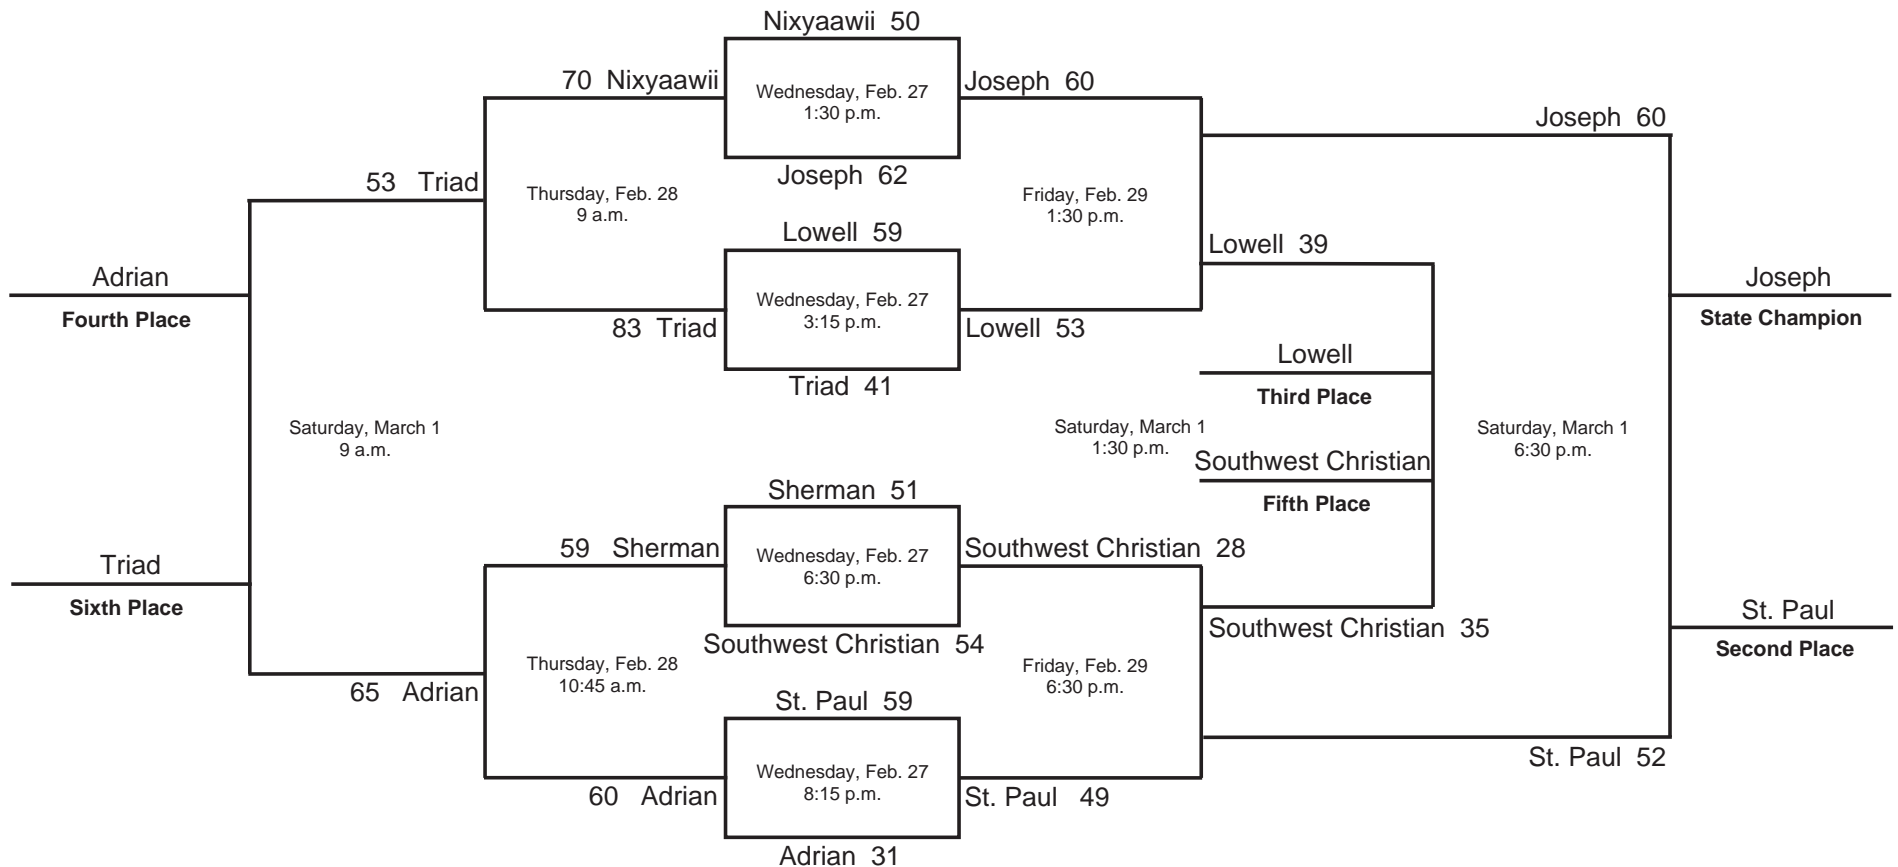 Nixyaawii 50
70 Nixyaawii
Wednesday, Feb. 27
1:30 p.m.
Joseph 60
Joseph 60
Joseph 62
53 Triad
Thursday, Feb. 28
9 a.m.
Friday, Feb. 29
1:30 p.m.
Lowell 59
Lowell 39
Adrian
Fourth Place
Wednesday, Feb. 27
3:15 p.m.
Joseph
State Champion
83 Triad
Lowell 53
Triad 41
Lowell
Third Place
Saturday, March 1
9 a.m.
Saturday, March 1
1:30 p.m.
Saturday, March 1
6:30 p.m.
Southwest Christian
Fifth Place
Sherman 51
59 Sherman
Wednesday, Feb. 27
6:30 p.m.
Southwest Christian 28
Triad
Sixth Place
Southwest Christian 54
Southwest Christian 35
St. Paul
Second Place
Thursday, Feb. 28
10:45 a.m.
Friday, Feb. 29
6:30 p.m.
65 Adrian
St. Paul 59
St. Paul 52
60 Adrian
Wednesday, Feb. 27
8:15 p.m.
St. Paul 49
Adrian 31